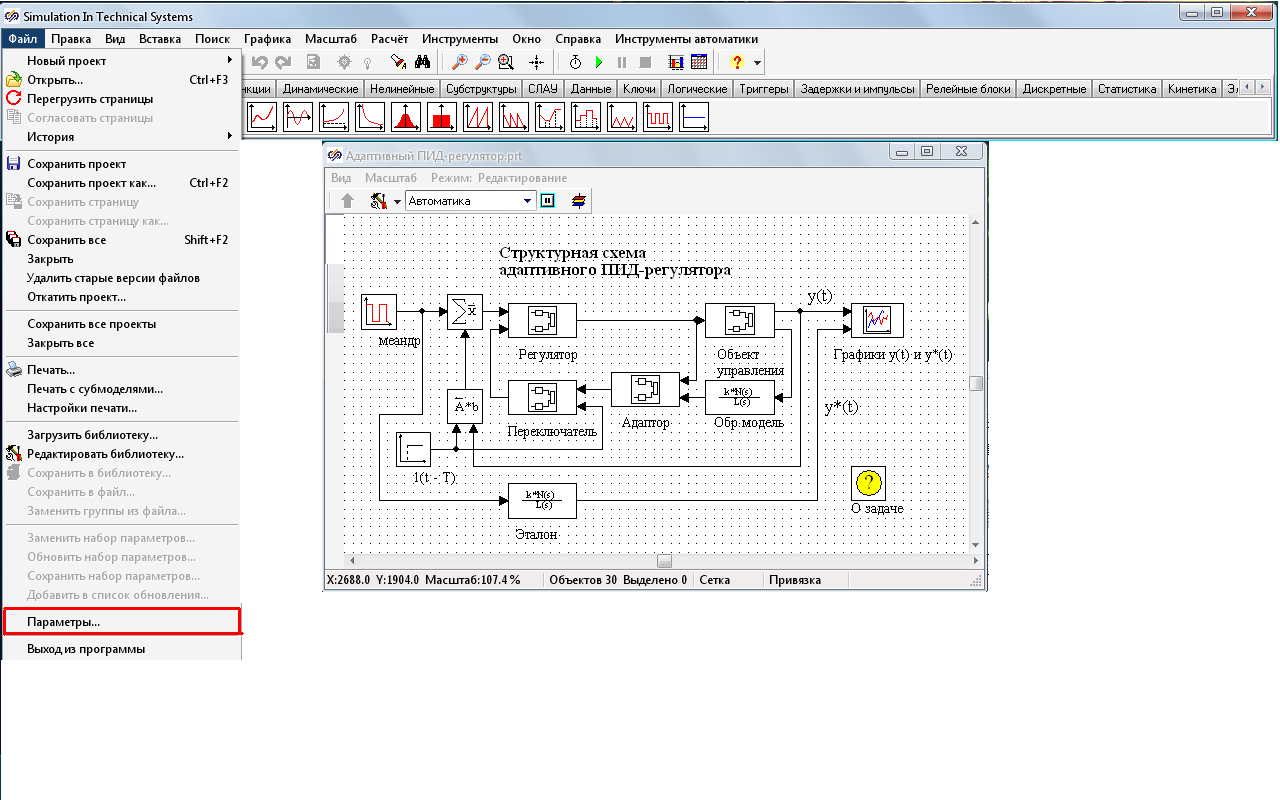 Simulation In Technical Systems
Файл Правка Вид Вставка Поиск Графика Масштаб Расчёт Инструменты Окно Справка Инструменты автоматики
Новый проект
Открыть... Ctrl+F3
Перегрузить страницы
Согласовать страницы
История
Сохранить проект
Сохранить проект как... Ctrl+F2
Сохранить страницу
Сохранить страницу как...
Сохранить все Shift+F2
Закрыть
Удалить старые версии файлов
Откатить проект...
Сохранить все проекты
Закрыть все
Печать...
Печать с субмоделями...
Настройки печати...
Загрузить библиотеку...
Редактировать библиотеку...
Сохранить в библиотеку...
Сохранить в файл...
Заменить группы из файла...
Заменить набор параметров...
Обновить набор параметров...
Сохранить набор параметров...
Добавить в список обновления...
Параметры...
Выход из программы
нкции Динамические Нелинейные Субструктуры СЛАУ Данные Ключи Логические Триггеры Задержки и импульсы Релейные блоки Дискретные Статистика Кинетика Эл
Адаптивный ПИД-регулятор.prt
Вид Масштаб Режим: Редактирование
Автоматика
Структурная схема
адаптивного ПИД-регулятора
y(t)
меандр
Регулятор
Объект
управления
Графики y(t) и y*(t)
k*N(s)
L(s)
A*b
Переключатель
Адаптор
Обр.модель
y*(t)
1(t - T)
k*N(s)
L(s)
Эталон
?
О задаче
X:2688.0 Y:1904.0 Масштаб:107.4% Объектов 30 Выделено 0 Сетка Привязка